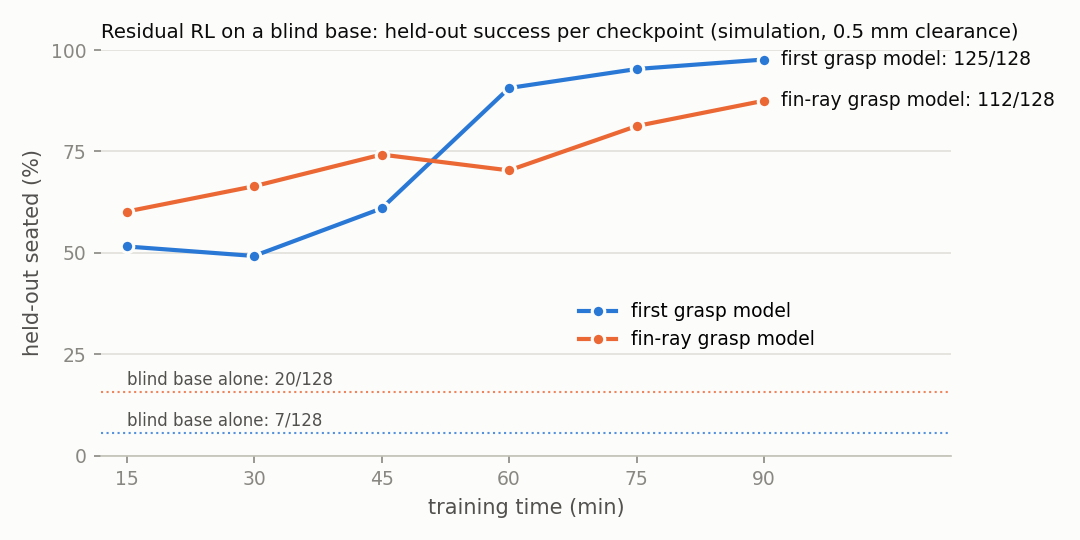 Residual RL on a blind base: held-out success per checkpoint (simulation, 0.5 mm clearance)
held-out seated (%)
100
75
50
25
0
first grasp model: 125/128
fin-ray grasp model: 112/128
first grasp model
fin-ray grasp model
blind base alone: 20/128
blind base alone: 7/128
15 30 45 60 75 90
training time (min)